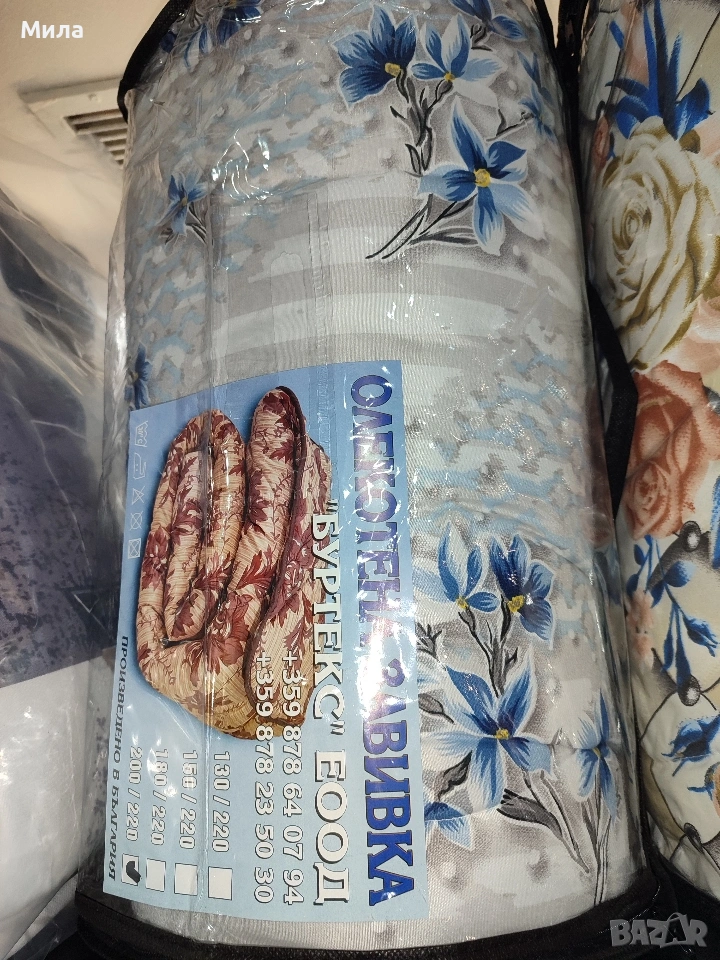 Мила
ОЛЕКОТЕНА ЗАВИВКА
"БУРТЕКС" ЕООД
+359 878 64 07 94
+359 878 23 50 30
130 / 220
150 / 220
180 / 220
200 / 220
ПРОИЗВЕДЕНО В БЪЛГАРИЯ
BAZAR